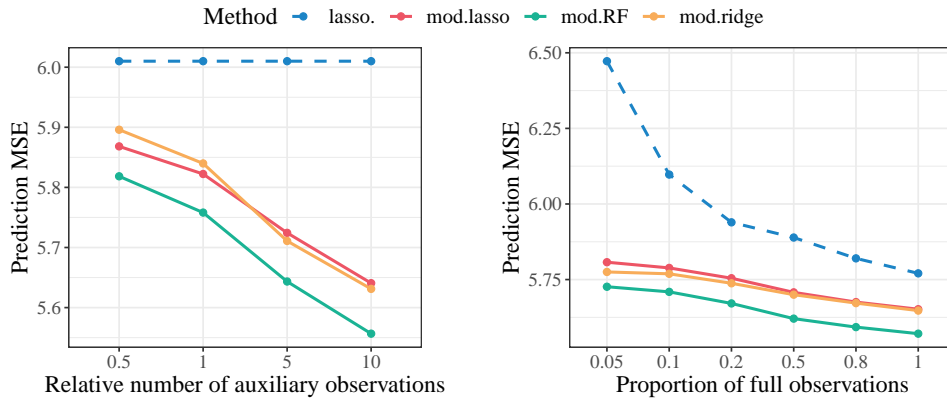 Method lasso. mod.lasso mod.RF mod.ridge
Prediction MSE
6.0
5.9
5.8
5.7
5.6
0.5 1 5 10
Relative number of auxiliary observations
Prediction MSE
6.50
6.25
6.00
5.75
0.05 0.1 0.2 0.5 0.8 1
Proportion of full observations